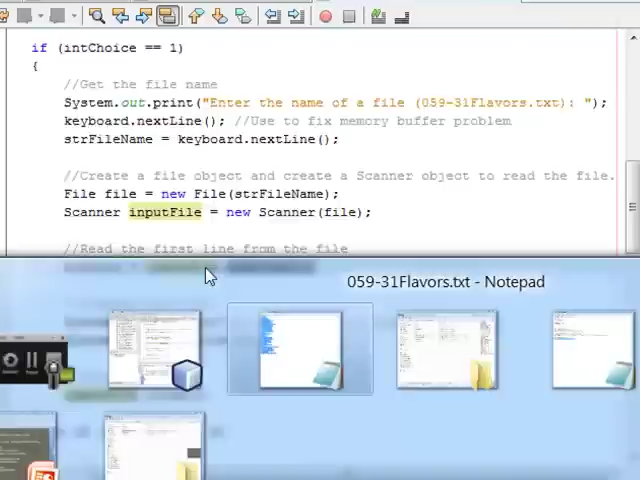 if (intChoice == 1)
{
//Get the file name
System.out.print("Enter the name of a file (059-31Flavors.txt): ");
keyboard.nextLine(); //Use to fix memory buffer problem
strFileName = keyboard.nextLine();
//Create a file object and create a Scanner object to read the file.
File file = new File(strFileName);
Scanner inputFile = new Scanner(file);
//Read the first line from the file
059-31Flavors.txt - Notepad